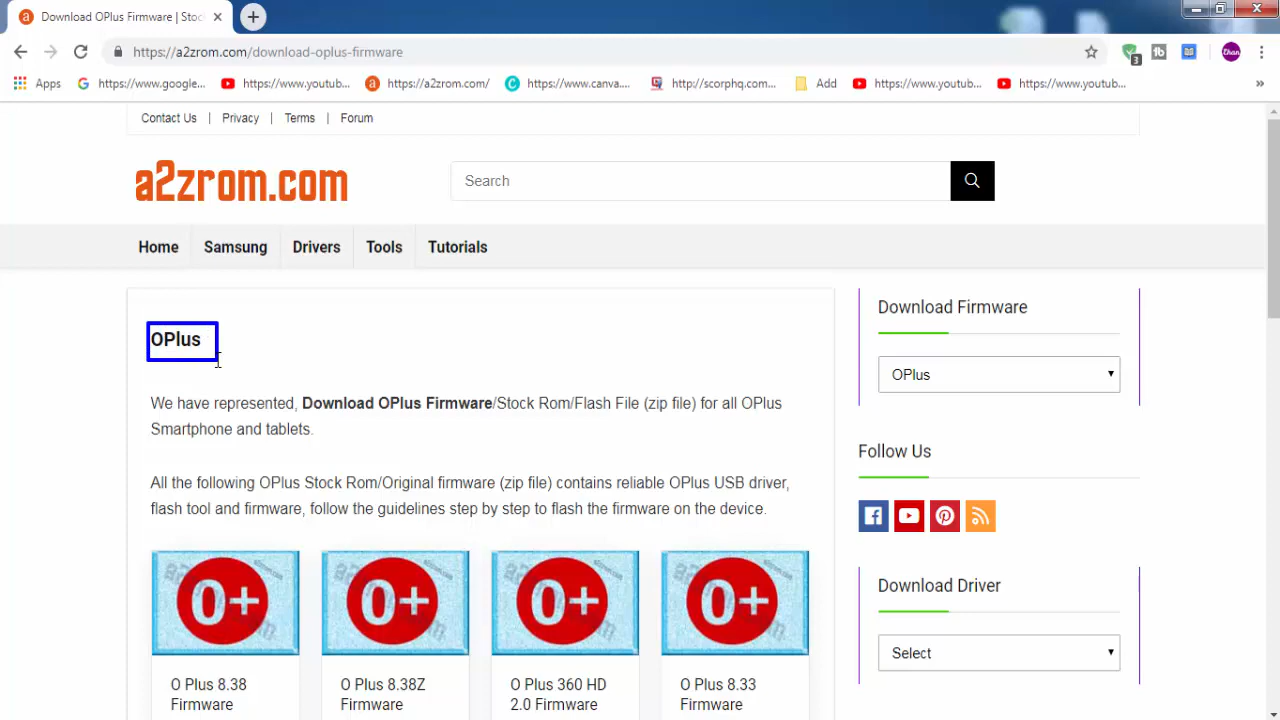 Download OPlus Firmware | Stoc
https://a2zrom.com/download-oplus-firmware
3
Ehan
Apps
https://www.google...
https://www.youtub...
https://a2zrom.com/
https://www.canva....
http://scorphq.com...
Add
https://www.youtub...
https://www.youtub...
»
Contact Us | Privacy | Terms | Forum
a2zrom.com
Search
Home
Samsung
Drivers
Tools
Tutorials
OPlus
We have represented, Download OPlus Firmware/Stock Rom/Flash File (zip file) for all OPlus
Smartphone and tablets.
All the following OPlus Stock Rom/Original firmware (zip file) contains reliable OPlus USB driver,
flash tool and firmware, follow the guidelines step by step to flash the firmware on the device.
0+
0+
0+
0+
O Plus 8.38
Firmware
O Plus 8.38Z
Firmware
O Plus 360 HD
2.0 Firmware
O Plus 8.33
Firmware
Download Firmware
OPlus
Follow Us
Download Driver
Select